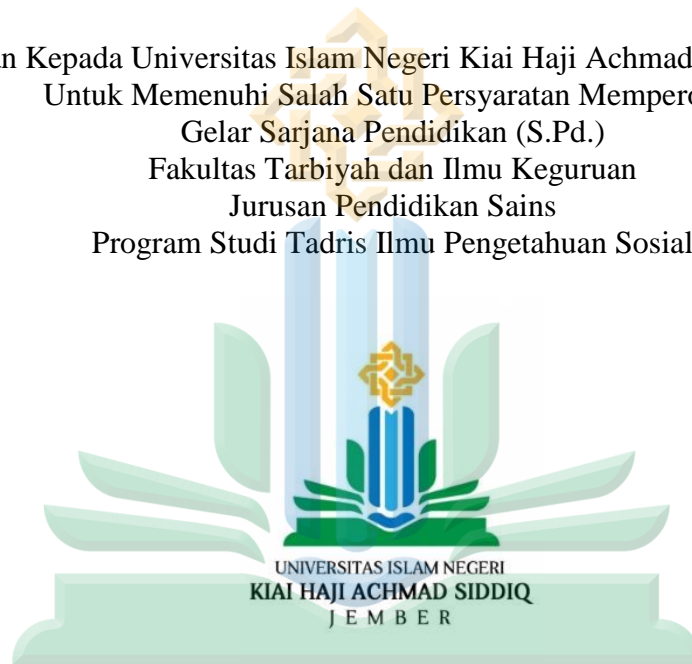 an Kepada Universitas Islam Negeri Kiai Haji Achmad
Untuk Memenuhi Salah Satu Persyaratan Mempero
Gelar Sarjana Pendidikan (S.Pd.)
Fakultas Tarbiyah dan Ilmu Keguruan
Jurusan Pendidikan Sains
Program Studi Tadris Ilmu Pengetahuan Sosial
UNIVERSITAS ISLAM NEGERI
KIAI HAJI ACHMAD SIDDIQ
JEMBER